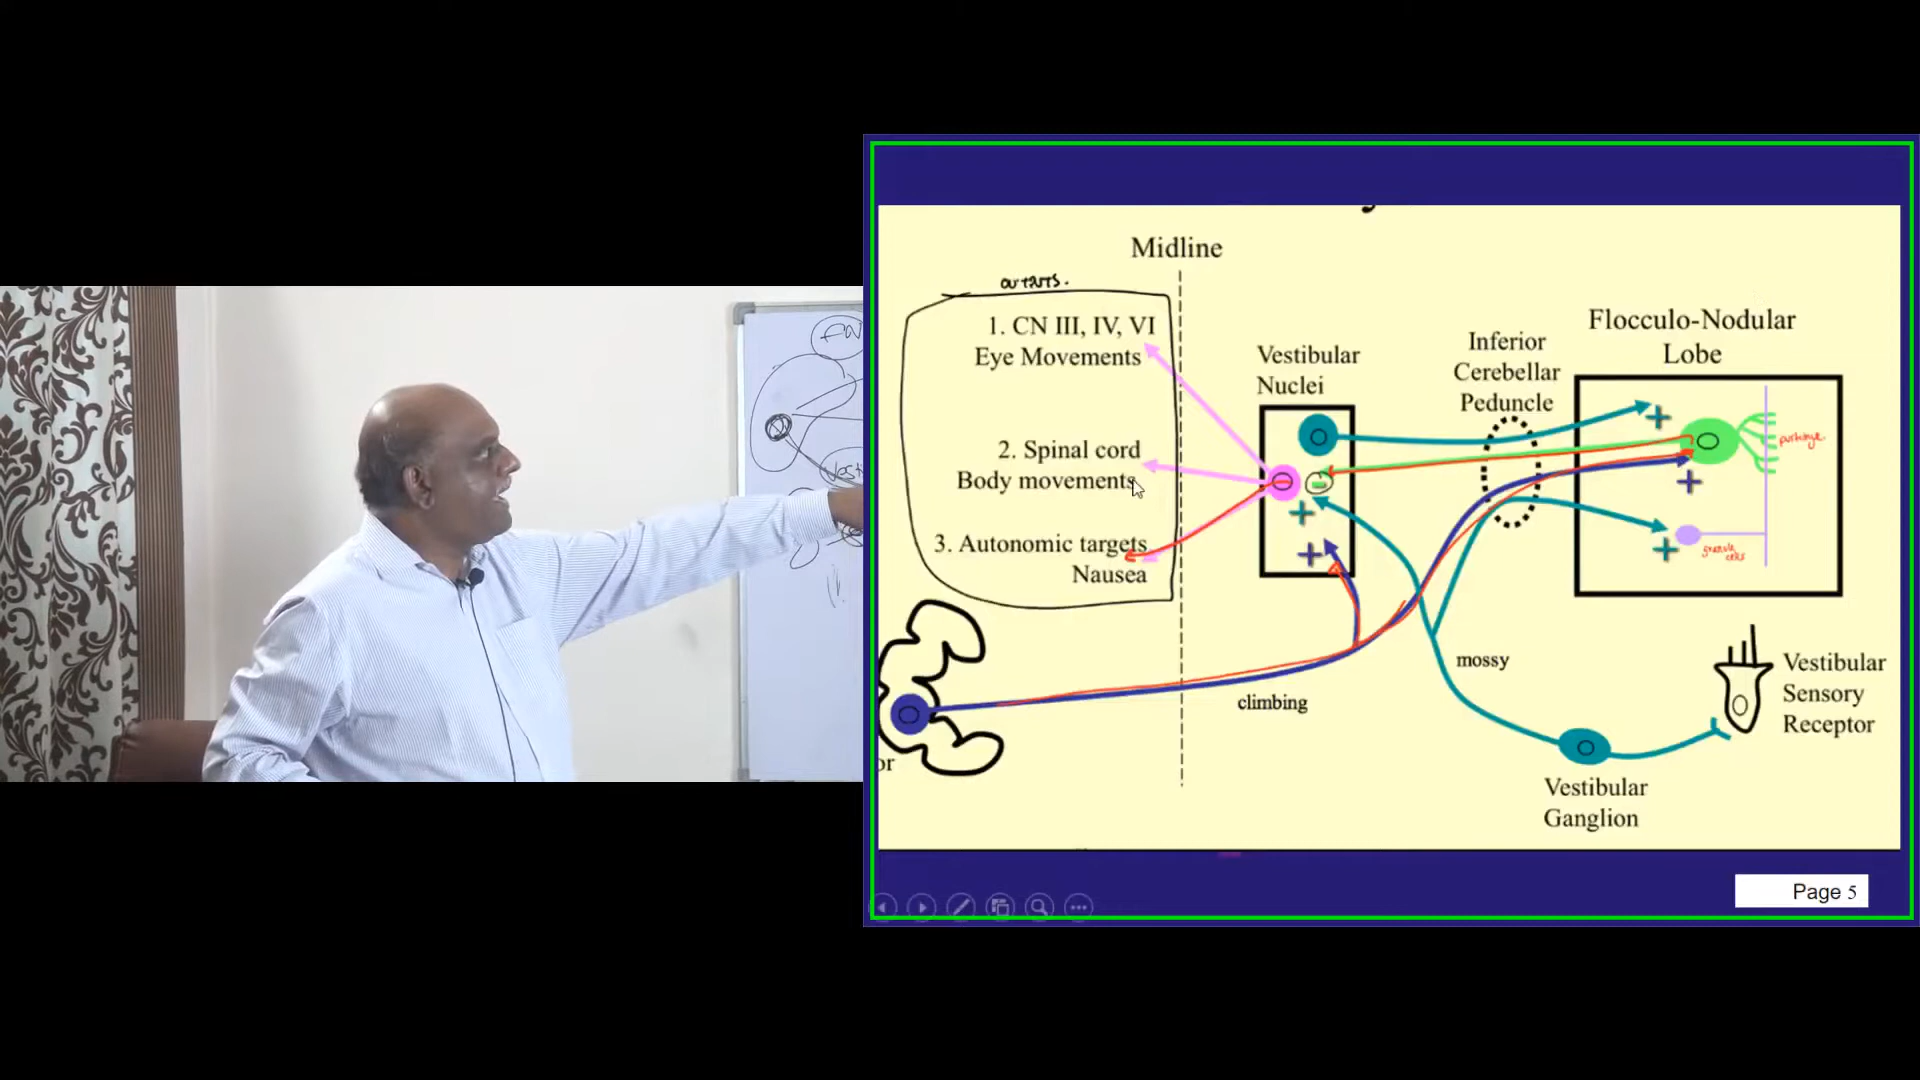 Midline
outputs.
1. CN III, IV, VI
Eye Movements
2. Spinal cord
Body movements
3. Autonomic targets
Nausea
Vestibular
Nuclei
Inferior
Cerebellar
Peduncle
Flocculo-Nodular
Lobe
+
+
+
+
+
-
purkinje
granule
cells
climbing
mossy
Vestibular
Sensory
Receptor
Vestibular
Ganglion
or
Page 5